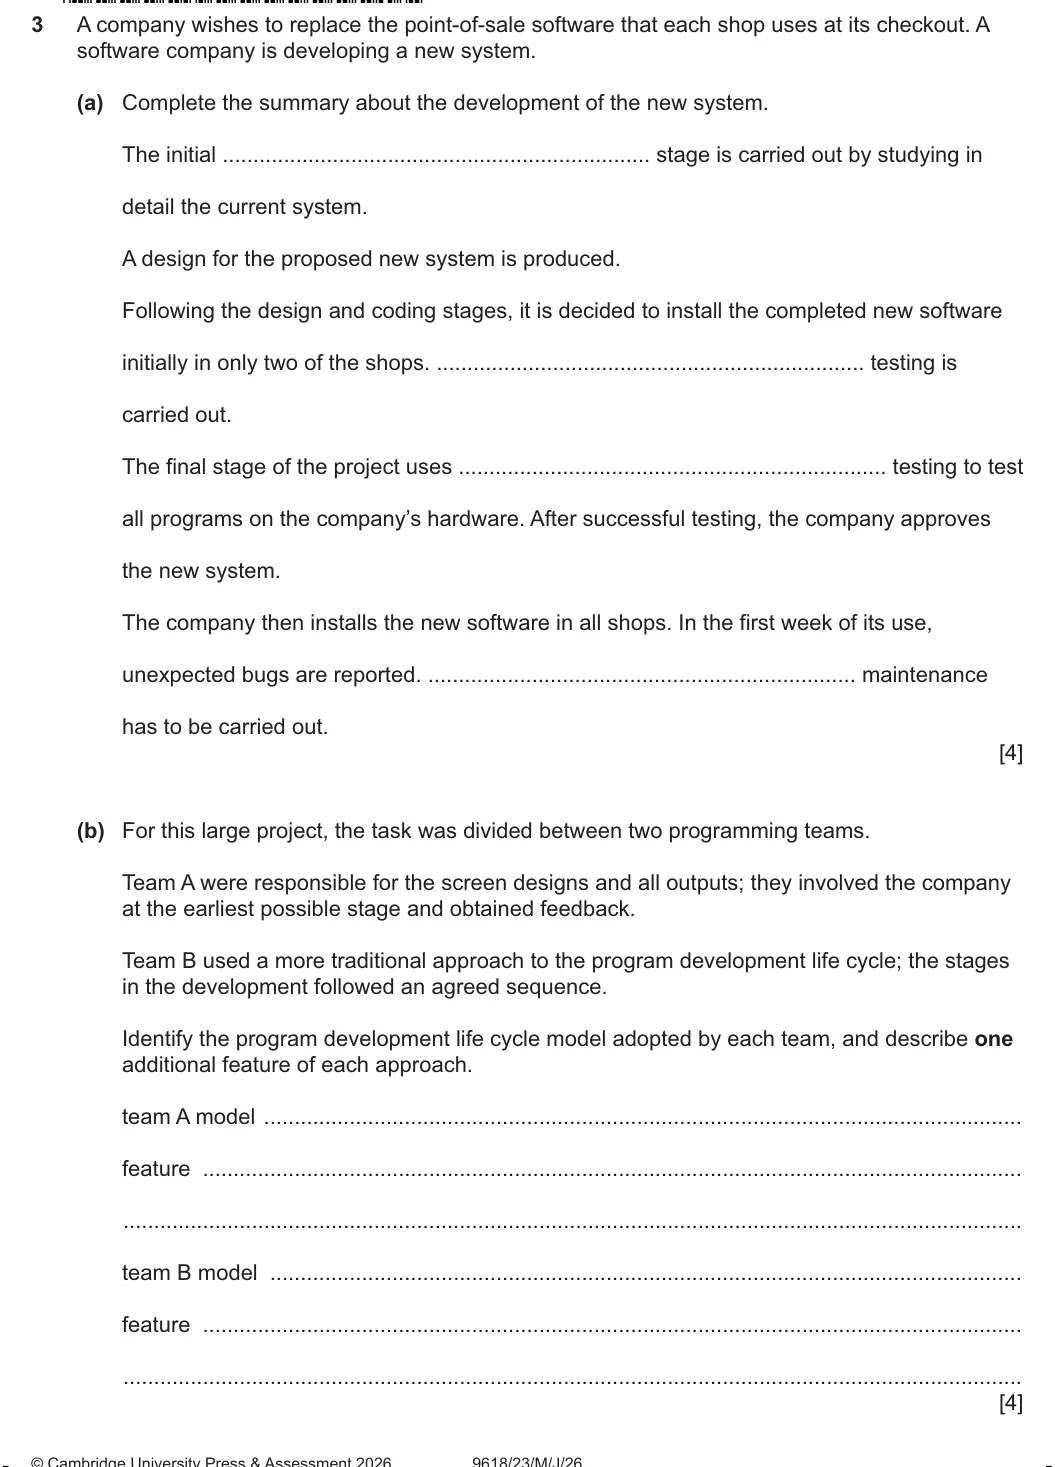 3 A company wishes to replace the point-of-sale software that each shop uses at its checkout. A
software company is developing a new system.
(a) Complete the summary about the development of the new system.
The initial ...................................................................... stage is carried out by studying in
detail the current system.
A design for the proposed new system is produced.
Following the design and coding stages, it is decided to install the completed new software
initially in only two of the shops. ...................................................................... testing is
carried out.
The final stage of the project uses ...................................................................... testing to test
all programs on the company’s hardware. After successful testing, the company approves
the new system.
The company then installs the new software in all shops. In the first week of its use,
unexpected bugs are reported. ...................................................................... maintenance
has to be carried out.
[4]
(b) For this large project, the task was divided between two programming teams.
Team A were responsible for the screen designs and all outputs; they involved the company
at the earliest possible stage and obtained feedback.
Team B used a more traditional approach to the program development life cycle; the stages
in the development followed an agreed sequence.
Identify the program development life cycle model adopted by each team, and describe one
additional feature of each approach.
team A model ............................................................................................................................
feature ......................................................................................................................................
...................................................................................................................................................
team B model ...........................................................................................................................
feature ......................................................................................................................................
...................................................................................................................................................
[4]
© Cambridge University Press & Assessment 2026 9618/23/M/J/26